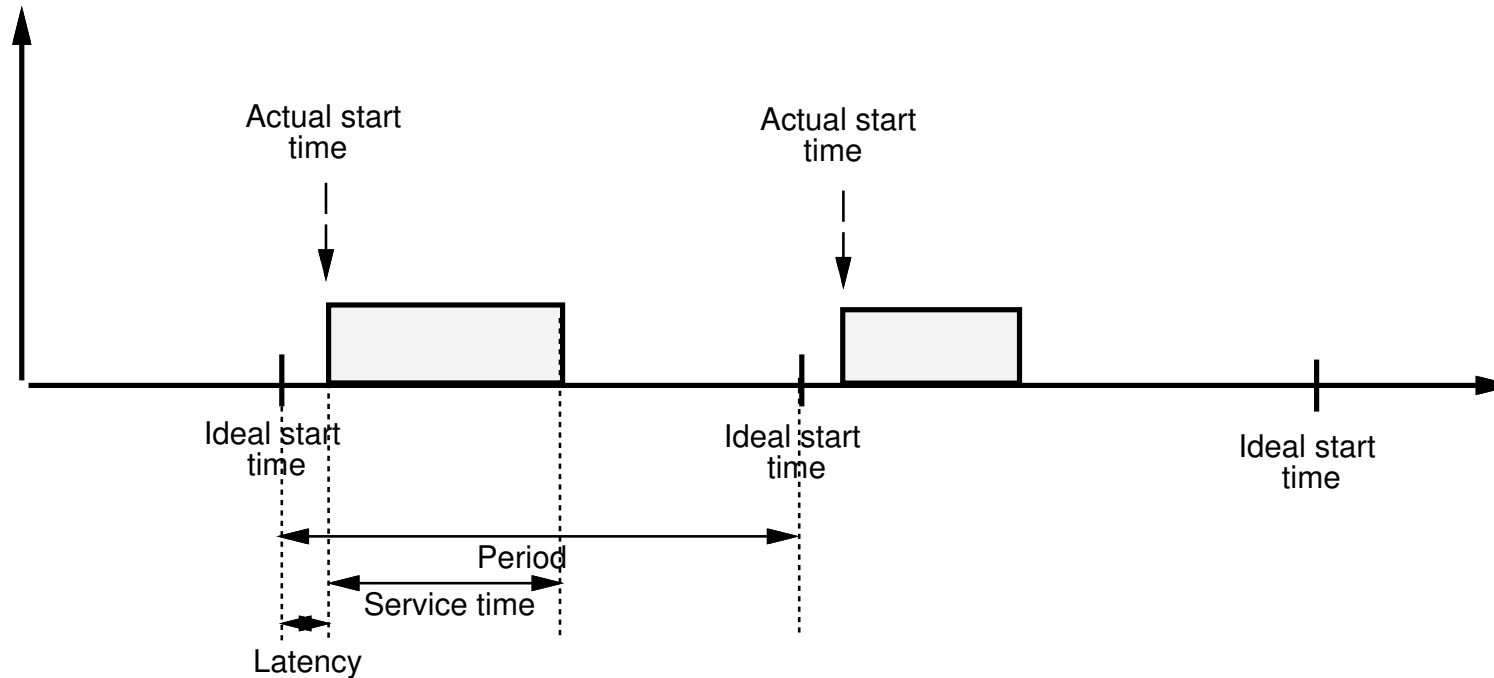 Actual start
time
Actual start
time
Ideal start
time
Ideal start
time
Ideal start
time
Period
Service time
Latency